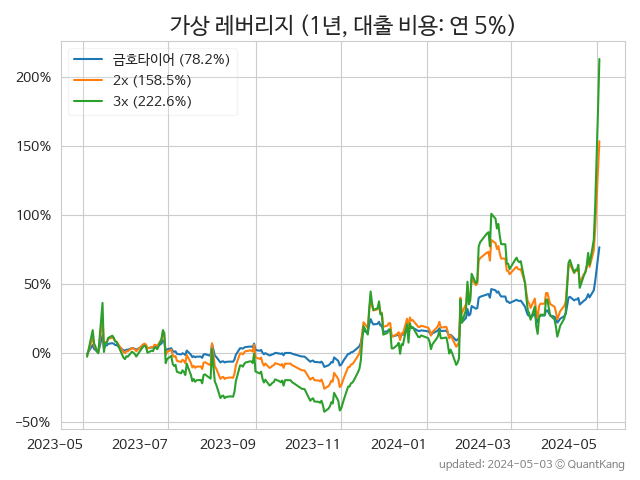 가상 레버리지 (1년, 대출 비용: 연 5%)
금호타이어 (78.2%)
2x (158.5%)
3x (222.6%)
200%
150%
100%
50%
0%
−50%
2023-05
2023-07
2023-09
2023-11
2024-01
2024-03
2024-05
updated: 2024-05-03 © QuantKang